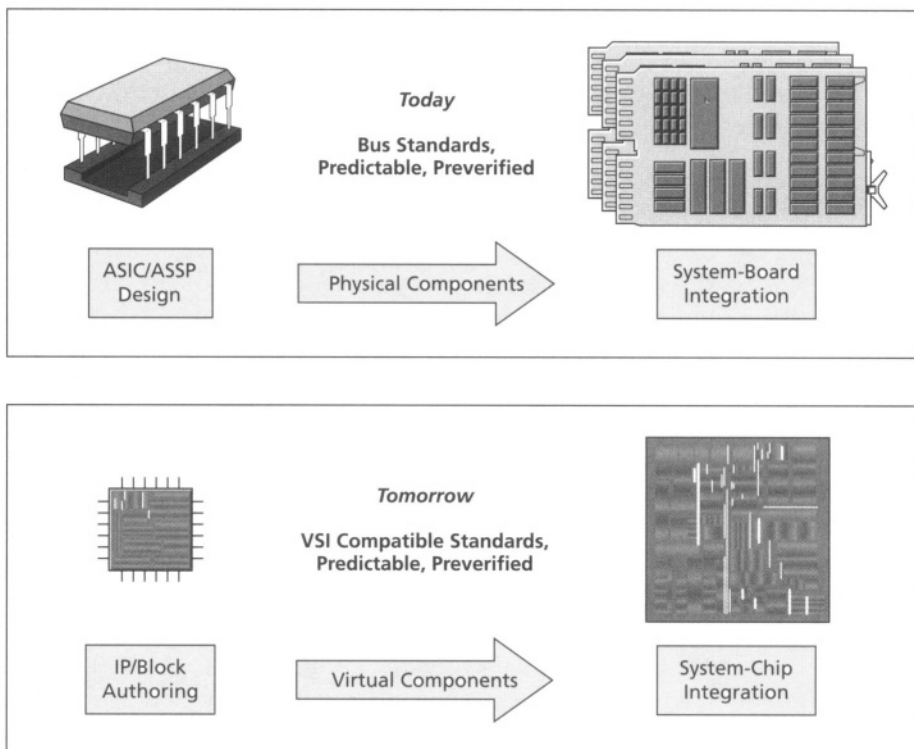 Today
Bus Standards,
Predictable, Preverified
ASIC/ASSP
Design
Physical Components
System-Board
Integration
Tomorrow
VSI Compatible Standards,
Predictable, Preverified
IP/Block
Authoring
Virtual Components
System-Chip
Integration